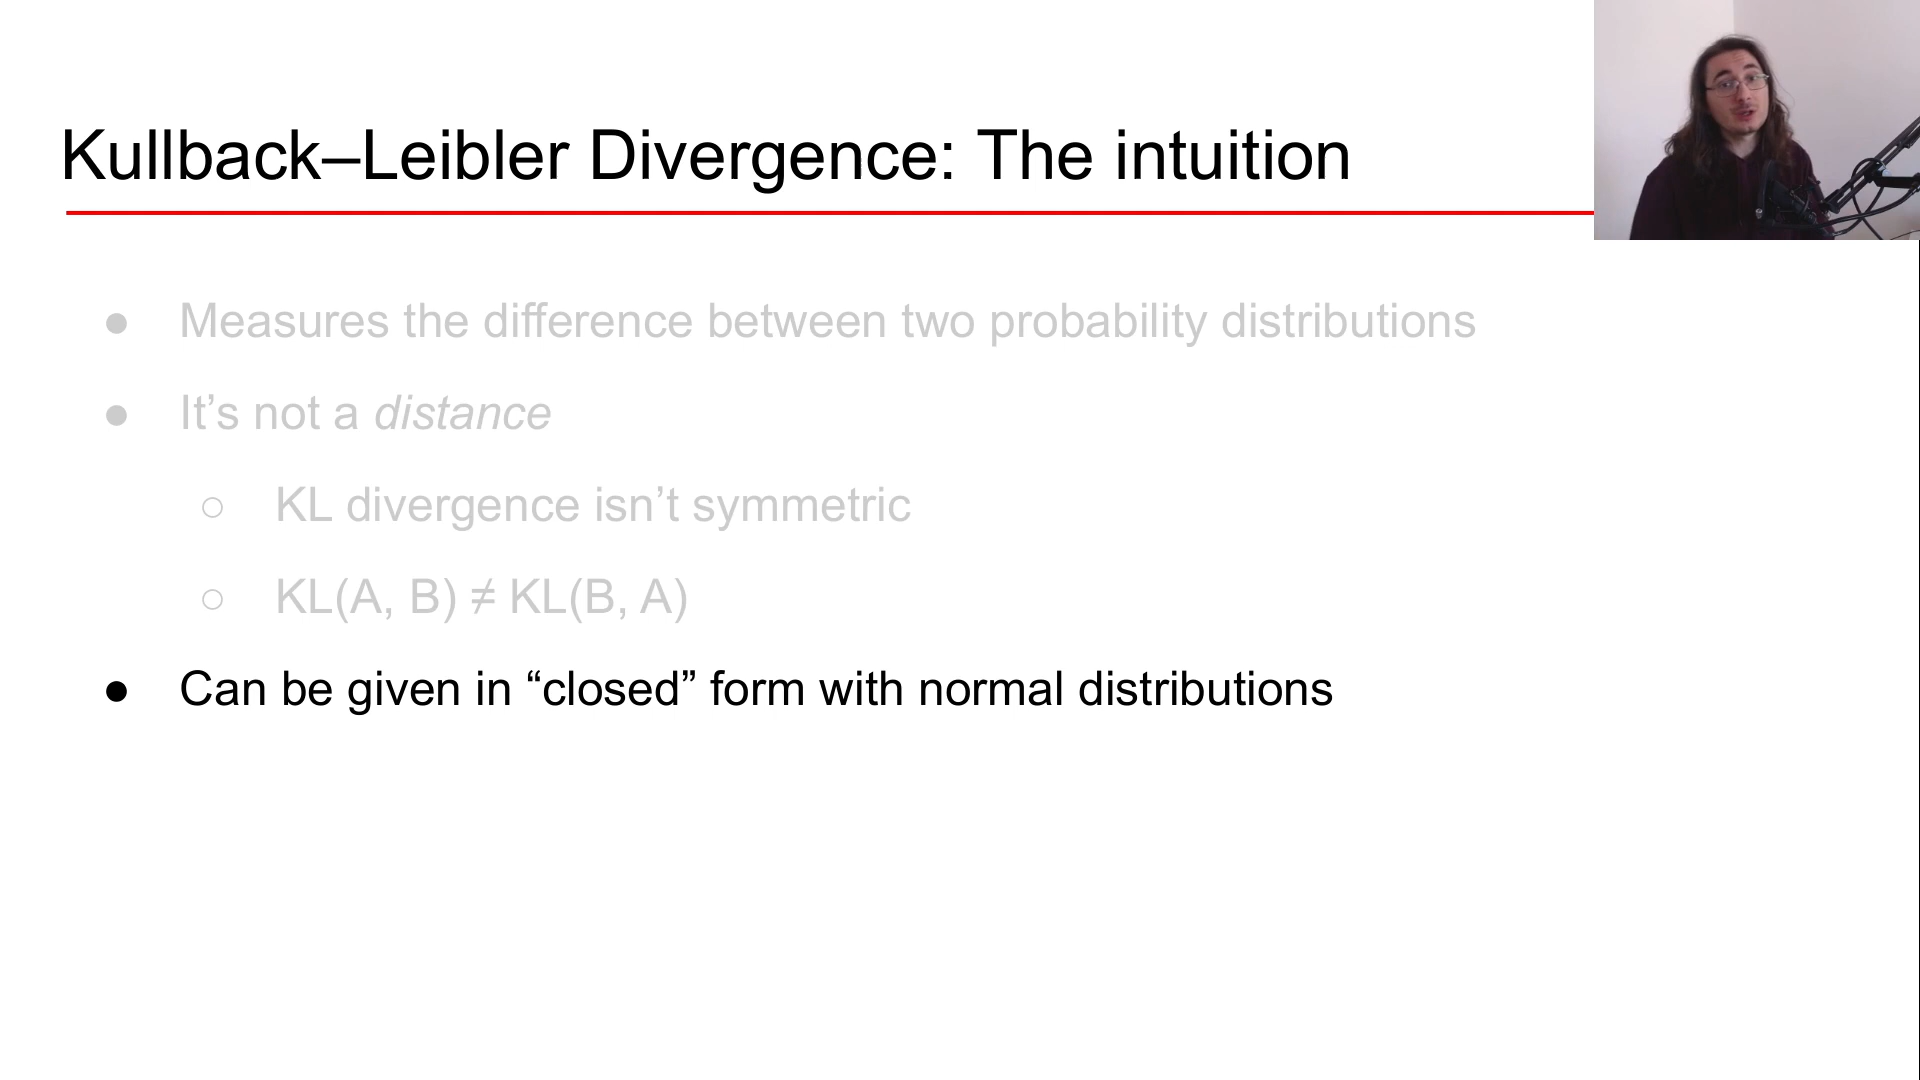 Kullback–Leibler Divergence: The intuition
● Measures the difference between two probability distributions
● It’s not a distance
○ KL divergence isn’t symmetric
○ KL(A, B) ≠ KL(B, A)
● Can be given in “closed” form with normal distributions